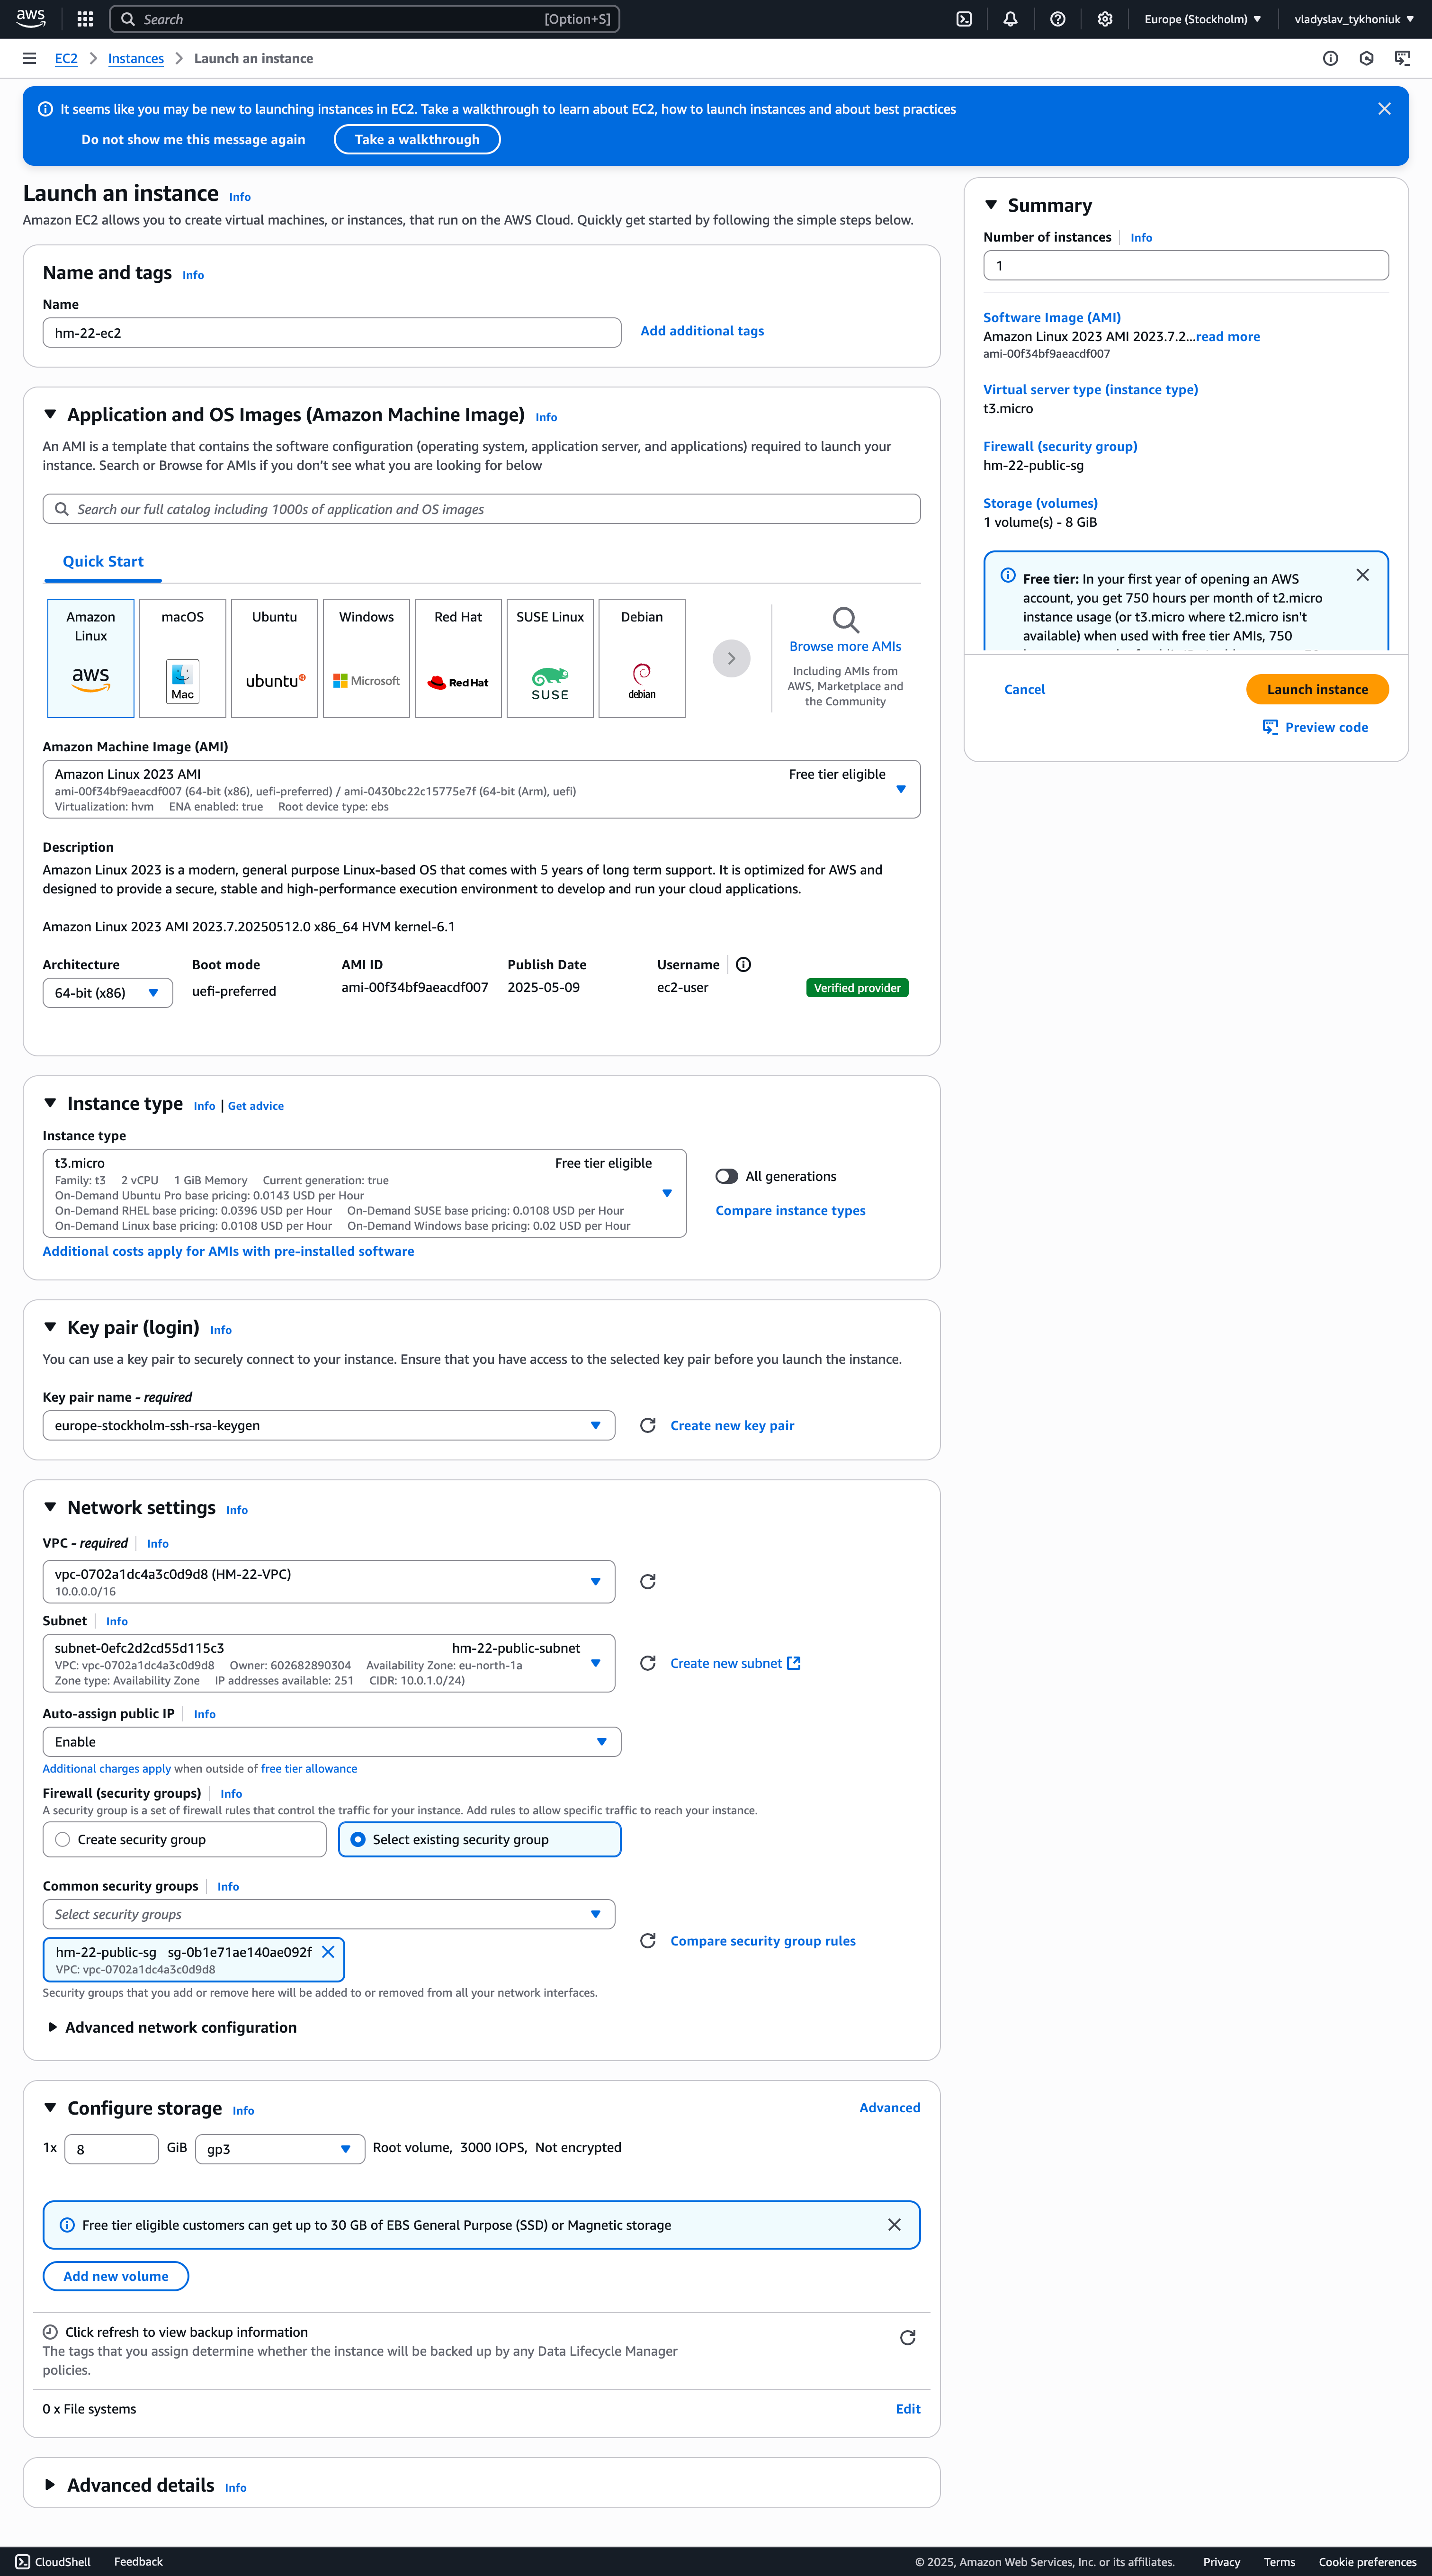 aws
Search [Option+S]
Europe (Stockholm)
vladyslav_tykhoniuk
EC2 Instances Launch an instance
It seems like you may be new to launching instances in EC2. Take a walkthrough to learn about EC2, how to launch instances and about best practices
Do not show me this message again Take a walkthrough
Launch an instance Info
Amazon EC2 allows you to create virtual machines, or instances, that run on the AWS Cloud. Quickly get started by following the simple steps below.
Name and tags Info
Name
hm-22-ec2 Add additional tags
Application and OS Images (Amazon Machine Image) Info
An AMI is a template that contains the software configuration (operating system, application server, and applications) required to launch your
instance. Search or Browse for AMIs if you don't see what you are looking for below
Search our full catalog including 1000s of application and OS images
Quick Start
Amazon
Linux
aws
macOS
Mac
Ubuntu
ubuntu
Windows
Microsoft
Red Hat
Red Hat
SUSE Linux
SUSE
Debian
debian
Browse more AMIs
Including AMIs from
AWS, Marketplace and
the Community
Amazon Machine Image (AMI)
Amazon Linux 2023 AMI Free tier eligible
ami-00f34bf9aeacdf007 (64-bit (x86), uefi-preferred) / ami-0430bc22c15775e7f (64-bit (Arm), uefi)
Virtualization: hvm ENA enabled: true Root device type: ebs
Description
Amazon Linux 2023 is a modern, general purpose Linux-based OS that comes with 5 years of long term support. It is optimized for AWS and
designed to provide a secure, stable and high-performance execution environment to develop and run your cloud applications.
Amazon Linux 2023 AMI 2023.7.20250512.0 x86_64 HVM kernel-6.1
Architecture Boot mode AMI ID Publish Date Username
64-bit (x86) uefi-preferred ami-00f34bf9aeacdf007 2025-05-09 ec2-user Verified provider
Instance type Info | Get advice
Instance type
t3.micro Free tier eligible
Family: t3 2 vCPU 1 GiB Memory Current generation: true
On-Demand Ubuntu Pro base pricing: 0.0143 USD per Hour
On-Demand RHEL base pricing: 0.0396 USD per Hour On-Demand SUSE base pricing: 0.0108 USD per Hour
On-Demand Linux base pricing: 0.0108 USD per Hour On-Demand Windows base pricing: 0.02 USD per Hour
All generations
Compare instance types
Additional costs apply for AMIs with pre-installed software
Key pair (login) Info
You can use a key pair to securely connect to your instance. Ensure that you have access to the selected key pair before you launch the instance.
Key pair name - required
europe-stockholm-ssh-rsa-keygen Create new key pair
Network settings Info
VPC - required Info
vpc-0702a1dc4a3c0d9d8 (HM-22-VPC)
10.0.0.0/16
Subnet Info
subnet-0efc2d2cd55d115c3 hm-22-public-subnet
VPC: vpc-0702a1dc4a3c0d9d8 Owner: 602682890304 Availability Zone: eu-north-1a
Zone type: Availability Zone IP addresses available: 251 CIDR: 10.0.1.0/24)
Create new subnet
Auto-assign public IP Info
Enable
Additional charges apply when outside of free tier allowance
Firewall (security groups) Info
A security group is a set of firewall rules that control the traffic for your instance. Add rules to allow specific traffic to reach your instance.
Create security group Select existing security group
Common security groups Info
Select security groups
hm-22-public-sg sg-0b1e71ae140ae092f
VPC: vpc-0702a1dc4a3c0d9d8
Compare security group rules
Security groups that you add or remove here will be added to or removed from all your network interfaces.
Advanced network configuration
Configure storage Info Advanced
1x 8 GiB gp3 Root volume, 3000 IOPS, Not encrypted
Free tier eligible customers can get up to 30 GB of EBS General Purpose (SSD) or Magnetic storage
Add new volume
Click refresh to view backup information
The tags that you assign determine whether the instance will be backed up by any Data Lifecycle Manager
policies.
0 x File systems Edit
Advanced details Info
Summary
Number of instances Info
1
Software Image (AMI)
Amazon Linux 2023 AMI 2023.7.2...read more
ami-00f34bf9aeacdf007
Virtual server type (instance type)
t3.micro
Firewall (security group)
hm-22-public-sg
Storage (volumes)
1 volume(s) - 8 GiB
Free tier: In your first year of opening an AWS
account, you get 750 hours per month of t2.micro
instance usage (or t3.micro where t2.micro isn't
available) when used with free tier AMIs, 750
Cancel Launch instance
Preview code
CloudShell Feedback © 2025, Amazon Web Services, Inc. or its affiliates. Privacy Terms Cookie preferences